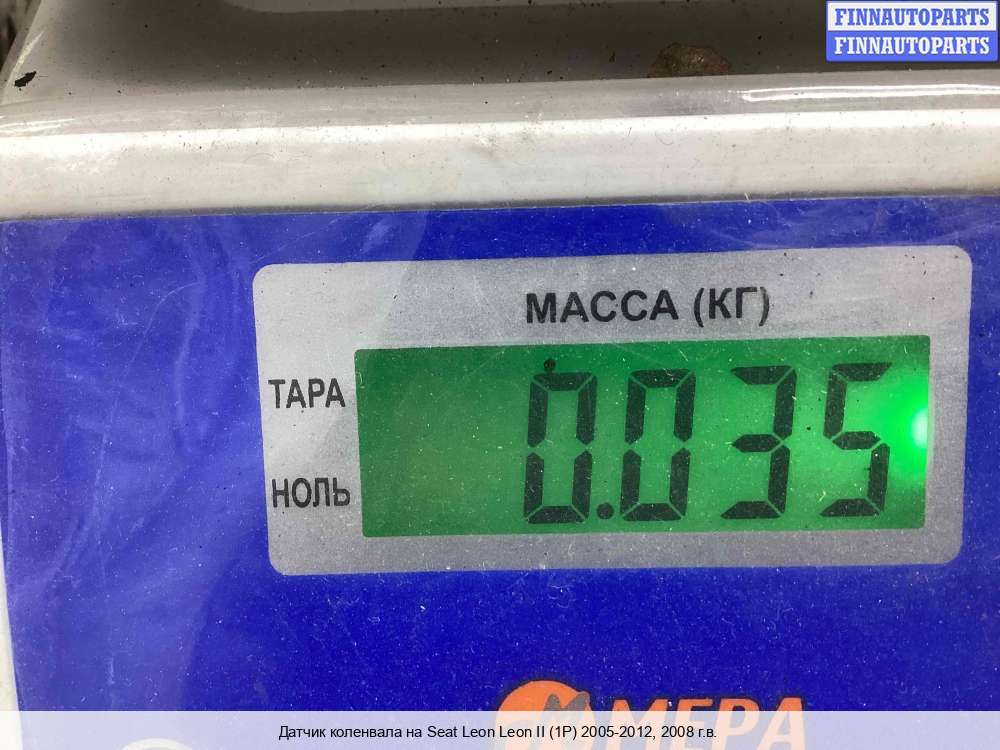 FINNAUTOPARTS
FINNAUTOPARTS
МАССА (КГ)
ТАРА
0.035
НОЛЬ
МЕРА
Датчик коленвала на Seat Leon Leon II (1P) 2005-2012, 2008 г.в.